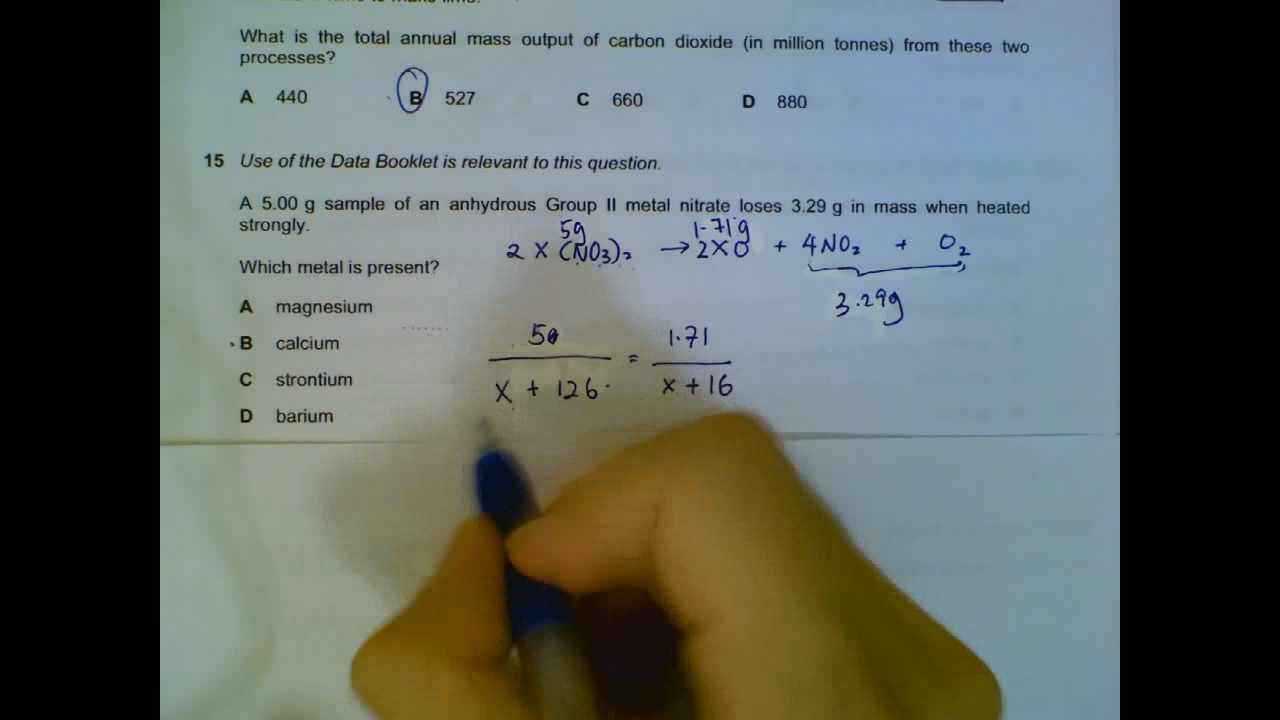 What is the total annual mass output of carbon dioxide (in million tonnes) from these two
processes?
A 440 B 527 C 660 D 880
15 Use of the Data Booklet is relevant to this question.
A 5.00 g sample of an anhydrous Group II metal nitrate loses 3.29 g in mass when heated
strongly.
5g 1.71g
2 X (NO3)2 → 2XO + 4NO2 + O2
3.29g
Which metal is present?
A magnesium
B calcium
C strontium
D barium
5 = 1.71
X + 126 x + 16